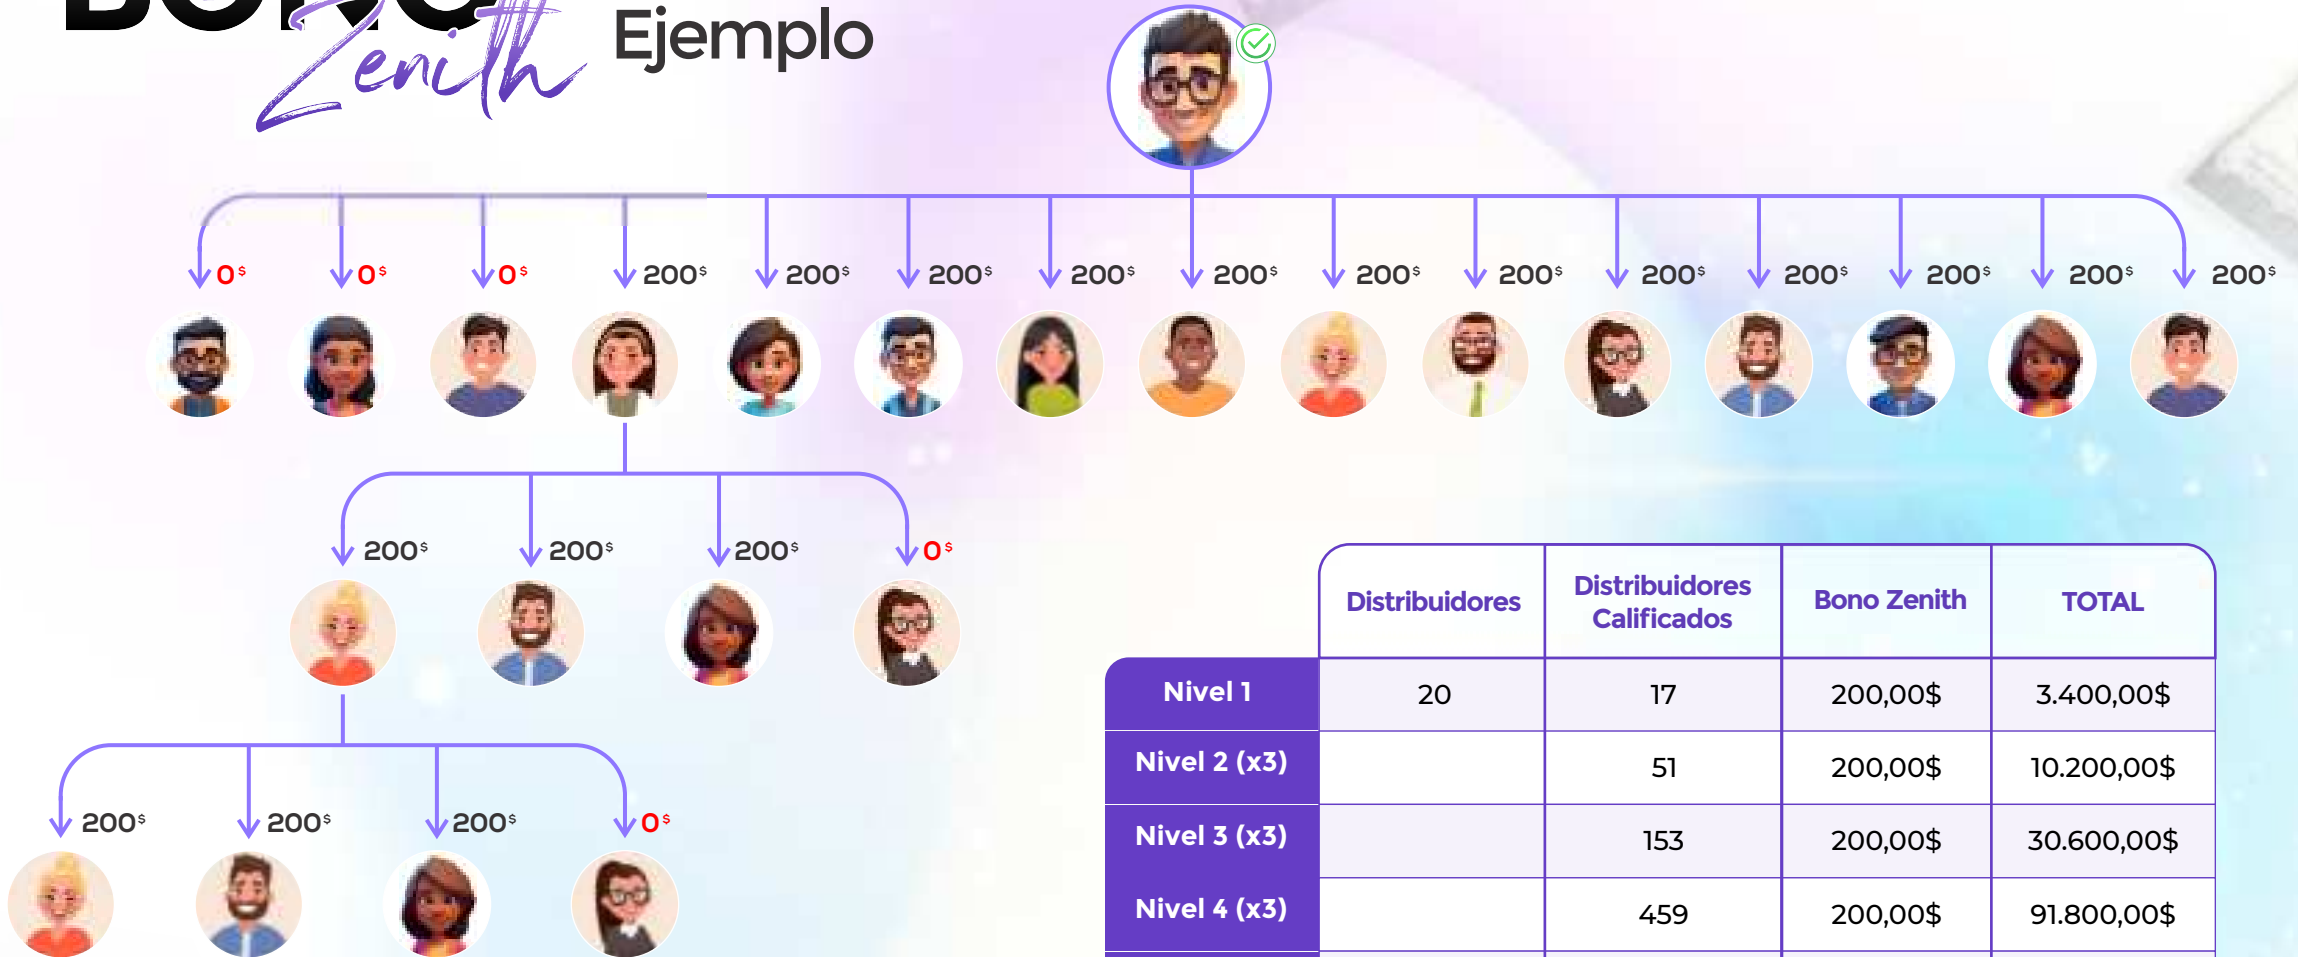 BONO
Zenith
Ejemplo
0$ 0$ 0$ 200$ 200$ 200$ 200$ 200$ 200$ 200$ 200$ 200$ 200$ 200$ 200$
200$ 200$ 200$ 0$
Distribuidores Distribuidores Calificados Bono Zenith TOTAL
Nivel 1 20 17 200,00$ 3.400,00$
Nivel 2 (x3) 51 200,00$ 10.200,00$
200$ 200$ 200$ 0$
Nivel 3 (x3) 153 200,00$ 30.600,00$
Nivel 4 (x3) 459 200,00$ 91.800,00$